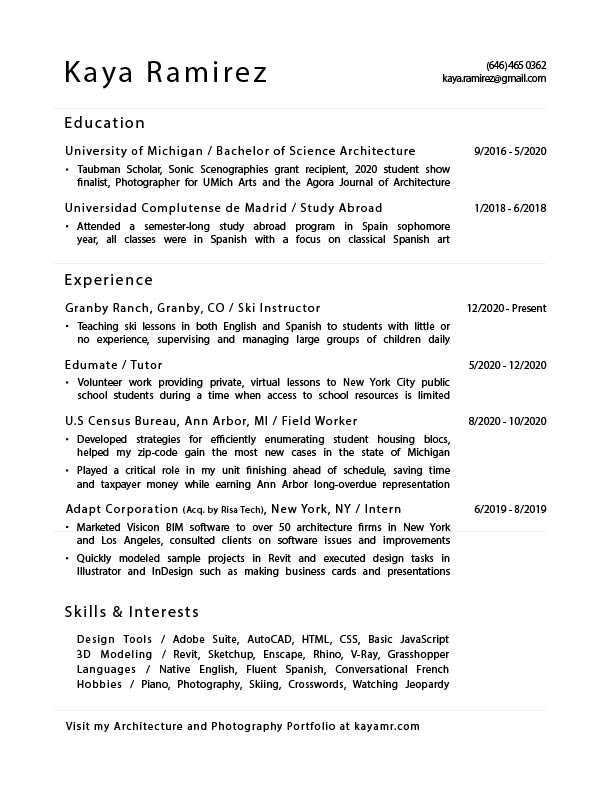 Kaya Ramirez
(646) 465 0362
kaya.ramirez@gmail.com
Education
University of Michigan / Bachelor of Science Architecture 9/2016 - 5/2020
• Taubman Scholar, Sonic Scenographies grant recipient, 2020 student show
finalist, Photographer for UMich Arts and the Agora Journal of Architecture
Universidad Complutense de Madrid / Study Abroad 1/2018 - 6/2018
• Attended a semester-long study abroad program in Spain sophomore
year, all classes were in Spanish with a focus on classical Spanish art
Experience
Granby Ranch, Granby, CO / Ski Instructor 12/2020 - Present
• Teaching ski lessons in both English and Spanish to students with little or
no experience, supervising and managing large groups of children daily
Edumate / Tutor 5/2020 - 12/2020
• Volunteer work providing private, virtual lessons to New York City public
school students during a time when access to school resources is limited
U.S Census Bureau, Ann Arbor, MI / Field Worker 8/2020 - 10/2020
• Developed strategies for efficiently enumerating student housing blocs,
helped my zip-code gain the most new cases in the state of Michigan
• Played a critical role in my unit finishing ahead of schedule, saving time
and taxpayer money while earning Ann Arbor long-overdue representation
Adapt Corporation (Acq. by Risa Tech), New York, NY / Intern 6/2019 - 8/2019
• Marketed Visicon BIM software to over 50 architecture firms in New York
and Los Angeles, consulted clients on software issues and improvements
• Quickly modeled sample projects in Revit and executed design tasks in
Illustrator and InDesign such as making business cards and presentations
Skills & Interests
Design Tools / Adobe Suite, AutoCAD, HTML, CSS, Basic JavaScript
3D Modeling / Revit, Sketchup, Enscape, Rhino, V-Ray, Grasshopper
Languages / Native English, Fluent Spanish, Conversational French
Hobbies / Piano, Photography, Skiing, Crosswords, Watching Jeopardy
Visit my Architecture and Photography Portfolio at kayamr.com